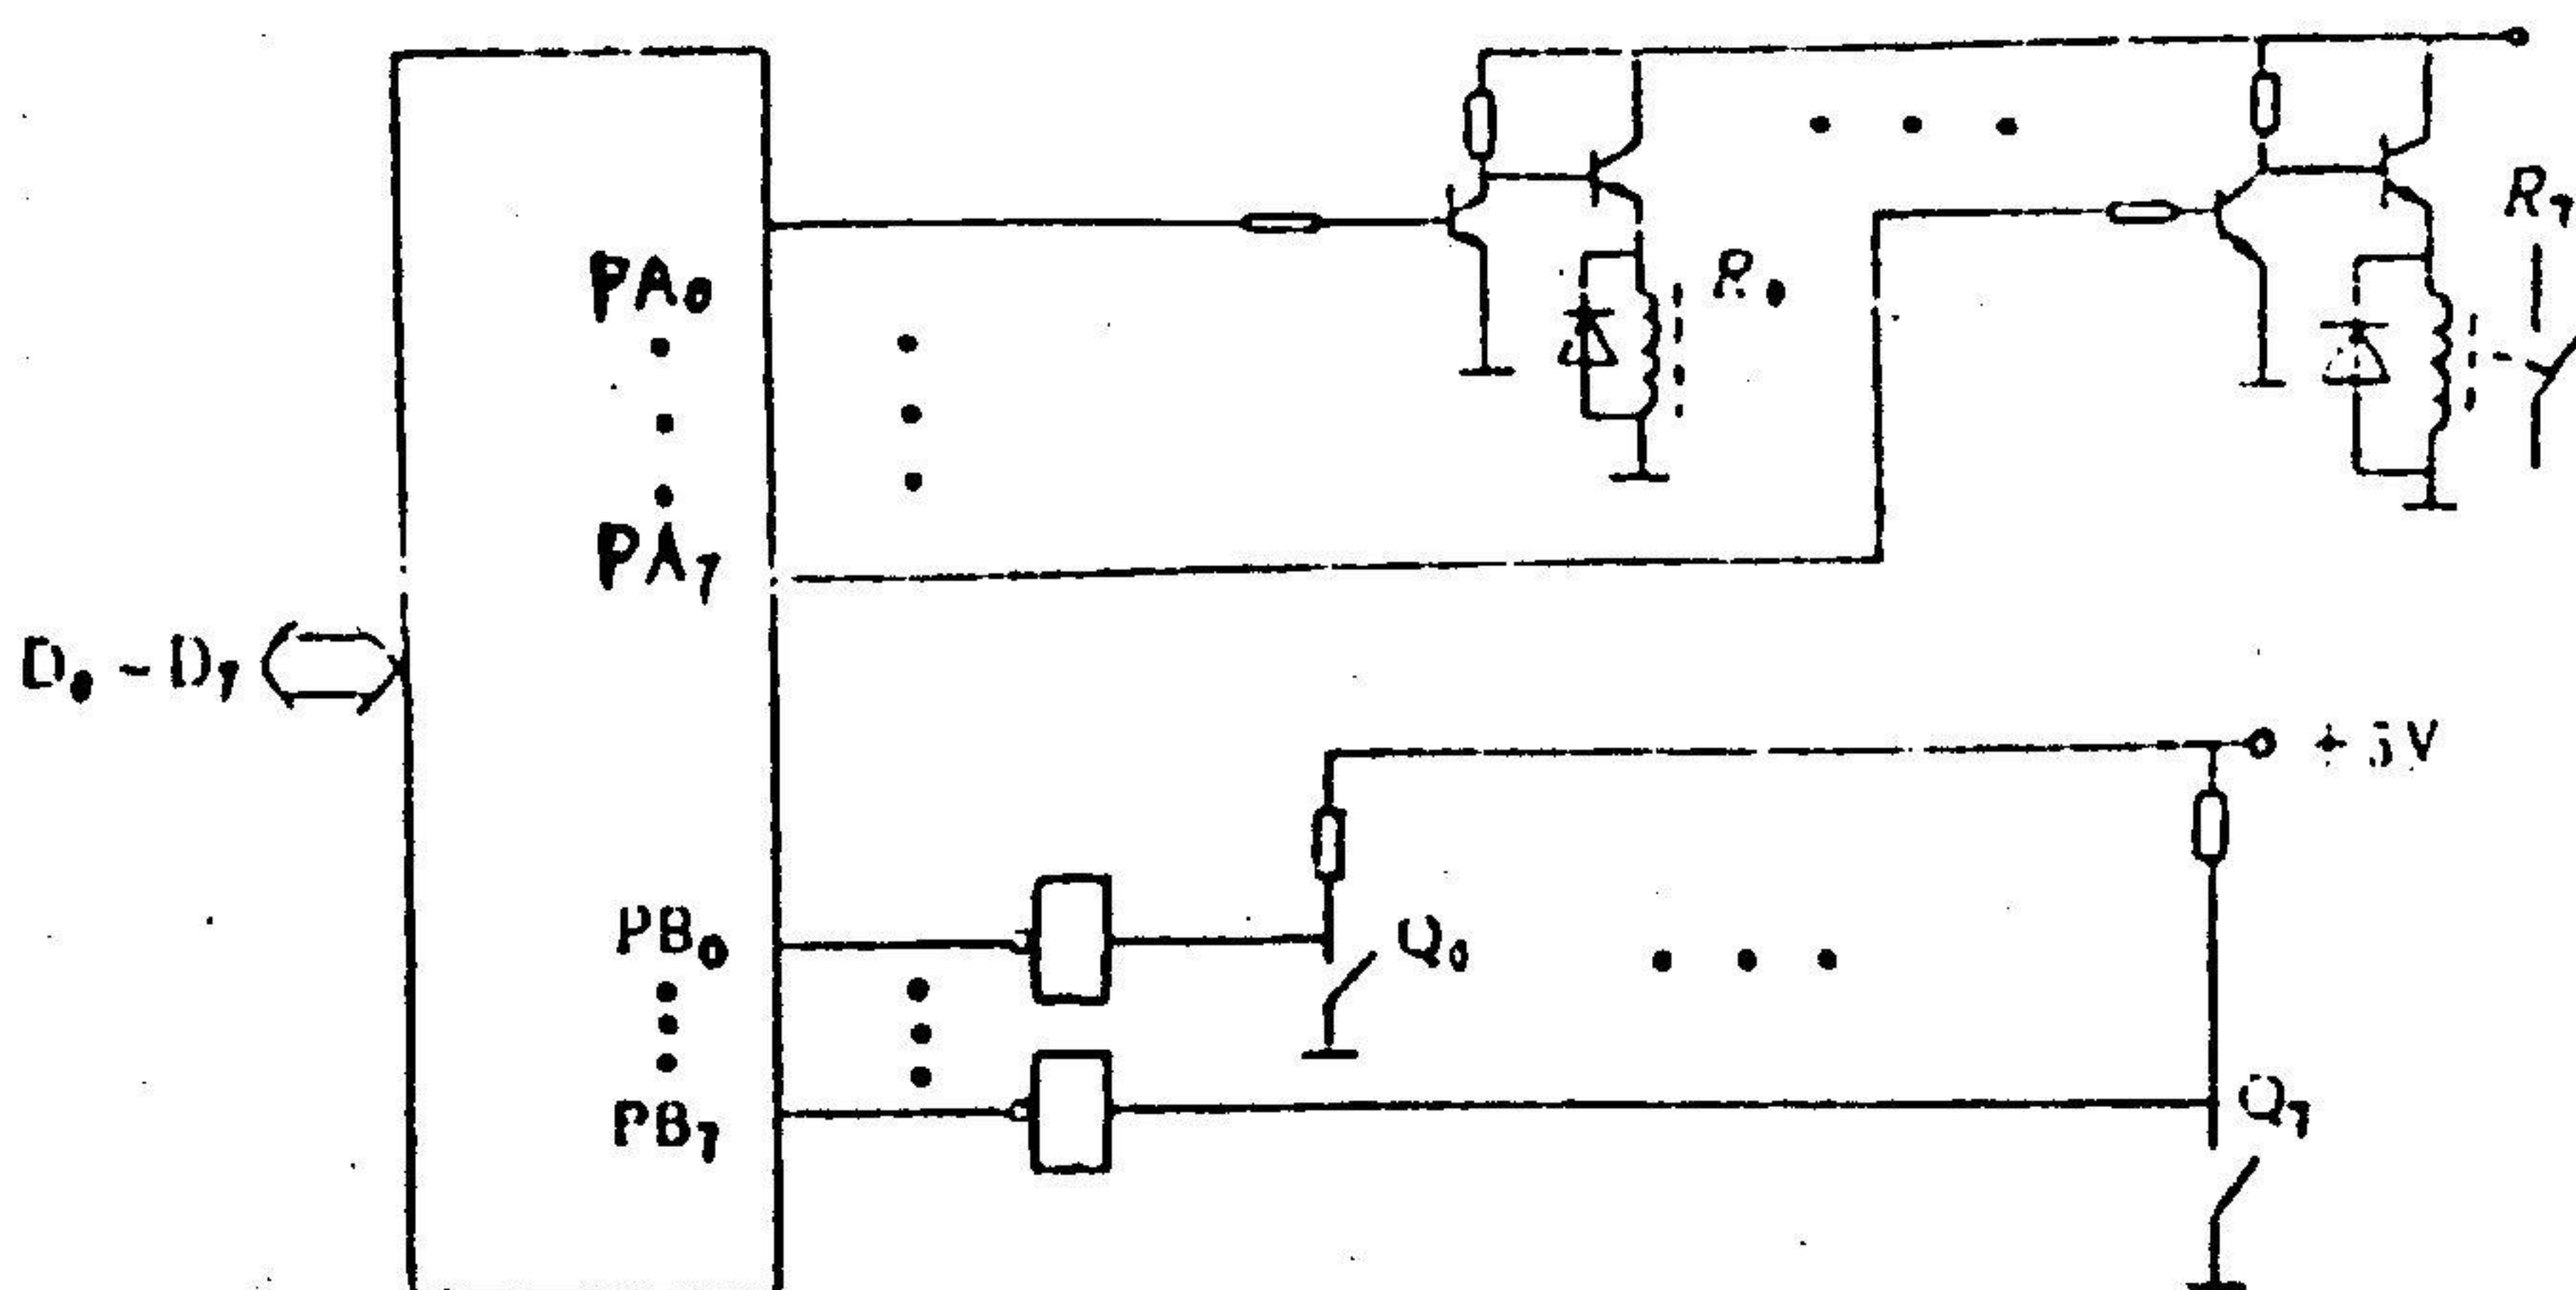 PA₀
R₀
R₇
PA₇
D₀ - D₇
+5V
PB₀
Q₀
PB₇
Q₇